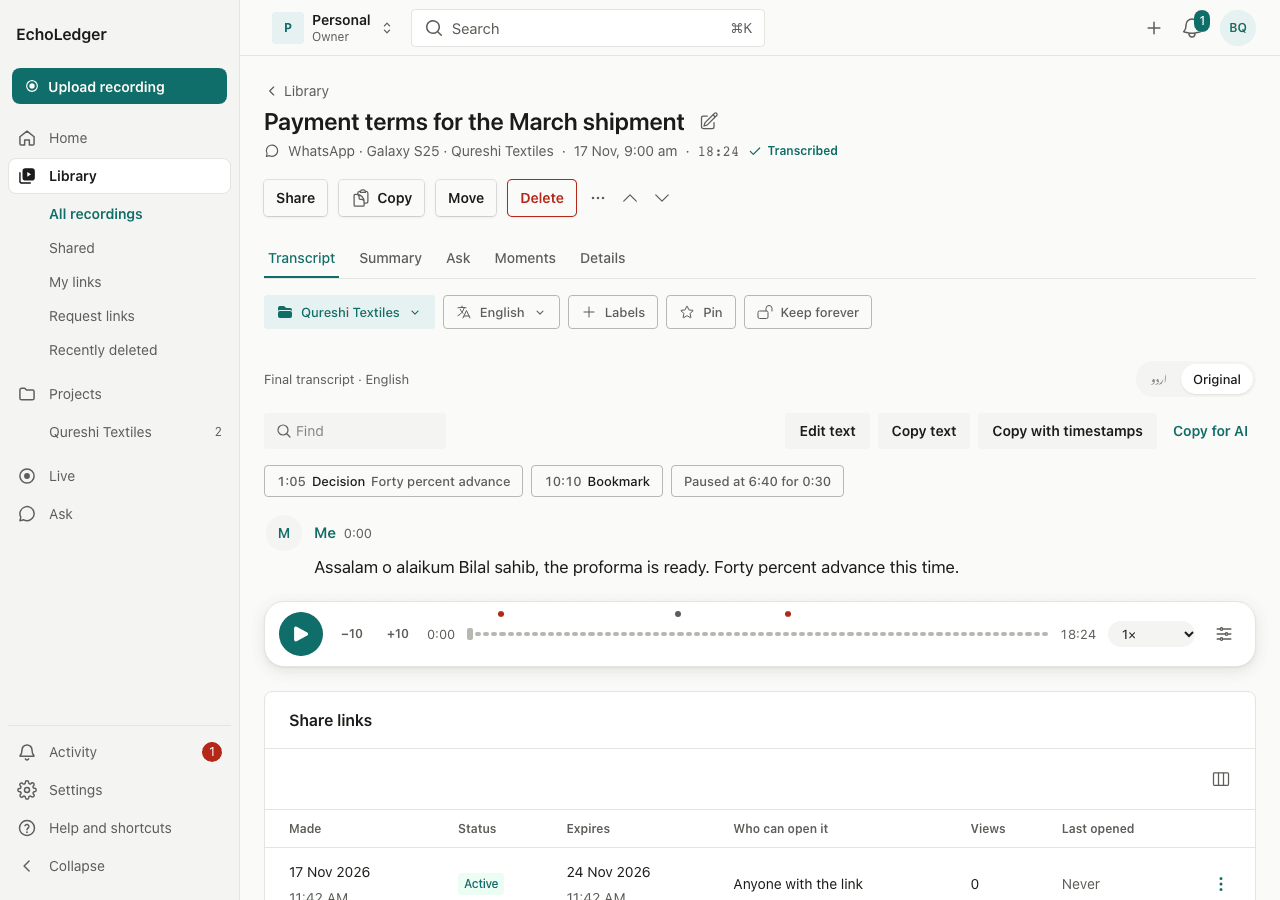 EchoLedger
Upload recording
Home
Library
All recordings
Shared
My links
Request links
Recently deleted
Projects
Qureshi Textiles 2
Live
Ask
Activity 1
Settings
Help and shortcuts
Collapse
P Personal
Owner
Search ⌘K
1
BQ
Library
Payment terms for the March shipment
WhatsApp · Galaxy S25 · Qureshi Textiles · 17 Nov, 9:00 am · 18:24 Transcribed
Share Copy Move Delete ...
Transcript Summary Ask Moments Details
Qureshi Textiles English Labels Pin Keep forever
Final transcript · English اردو Original
Find Edit text Copy text Copy with timestamps Copy for AI
1:05 Decision Forty percent advance 10:10 Bookmark Paused at 6:40 for 0:30
M Me 0:00
Assalam o alaikum Bilal sahib, the proforma is ready. Forty percent advance this time.
−10 +10 0:00 18:24 1×
Share links
Made Status Expires Who can open it Views Last opened
17 Nov 2026 Active 24 Nov 2026 Anyone with the link 0 Never
11:42 AM 11:42 AM